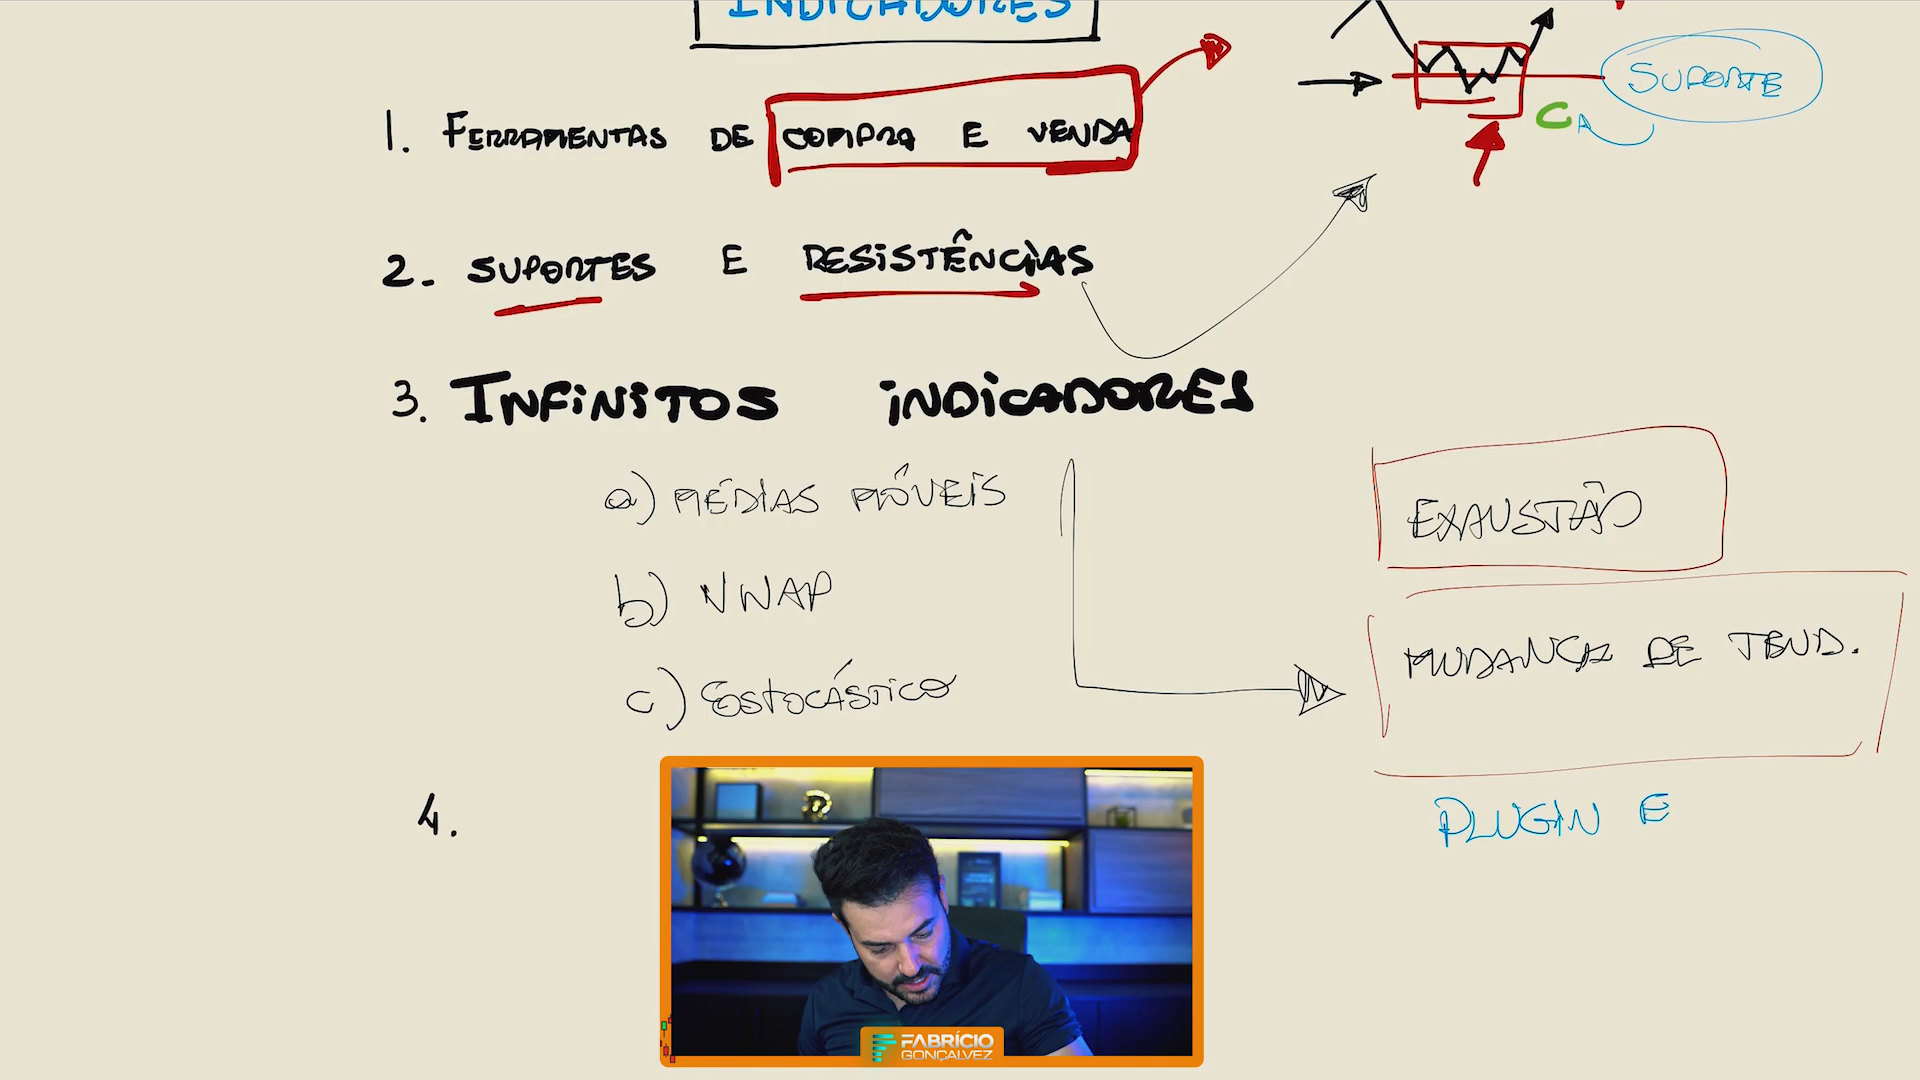 INDICADORES
SUPORTE
CA
1. FERRAMENTAS DE COMPRA E VENDA
2. SUPORTES E RESISTÊNCIAS
3. INFINITOS INDICADORES
a) MÉDIAS MÓVEIS
EXAUSTÃO
b) VWAP
MUDANÇA DE TEND.
c) ESTOCÁSTICO
4.
PLUGIN E
FABRÍCIO
GONÇALVEZ